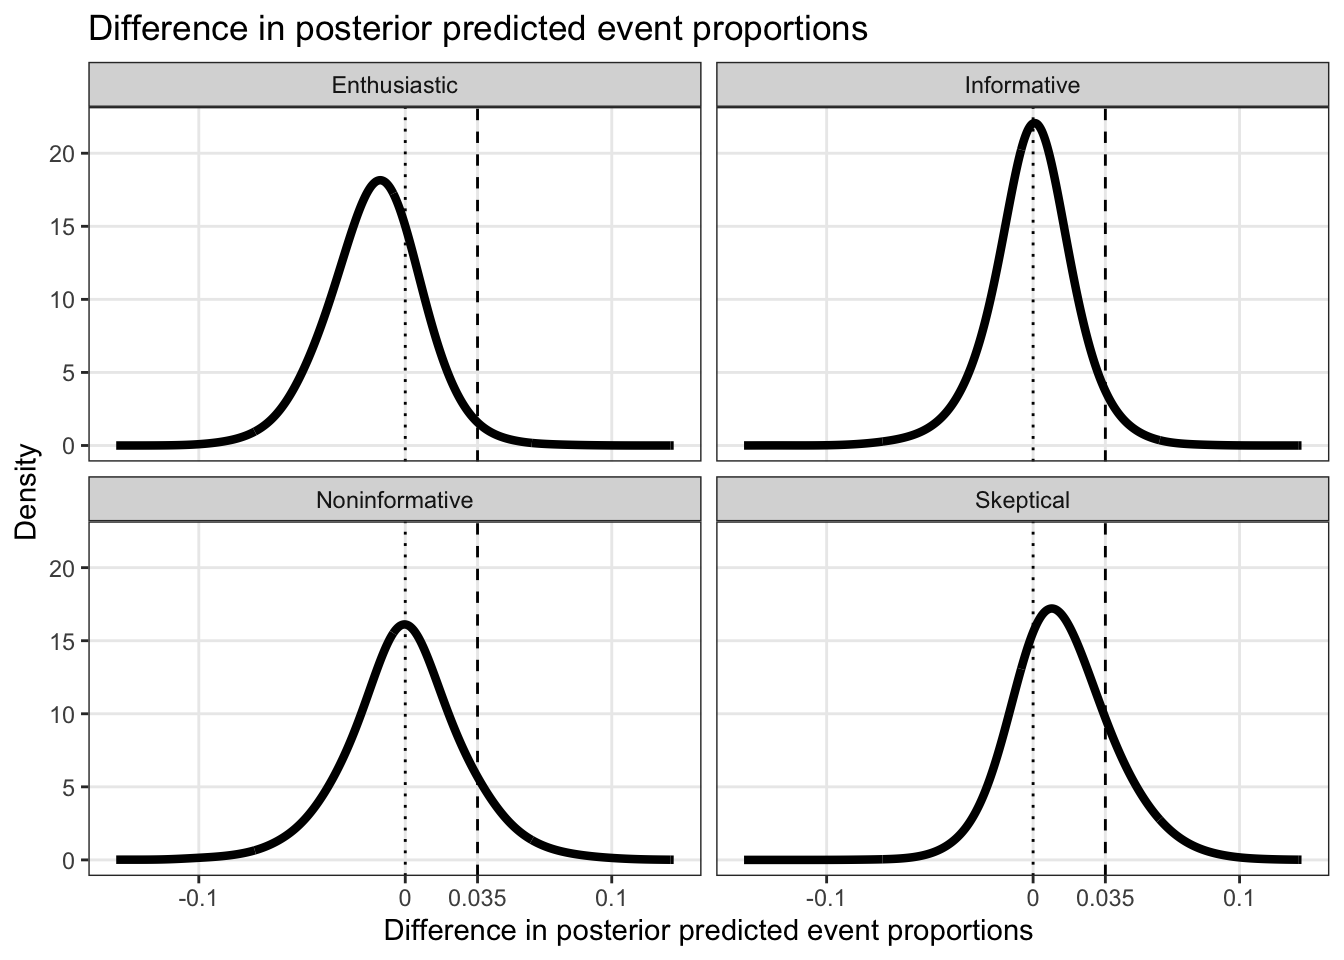 Difference in posterior predicted event proportions
Enthusiastic
Informative
20
15
10
5
0
Noninformative
Skeptical
20
15
10
5
0
-0.1
0
0.035
0.1
-0.1
0
0.035
0.1
Density
Difference in posterior predicted event proportions